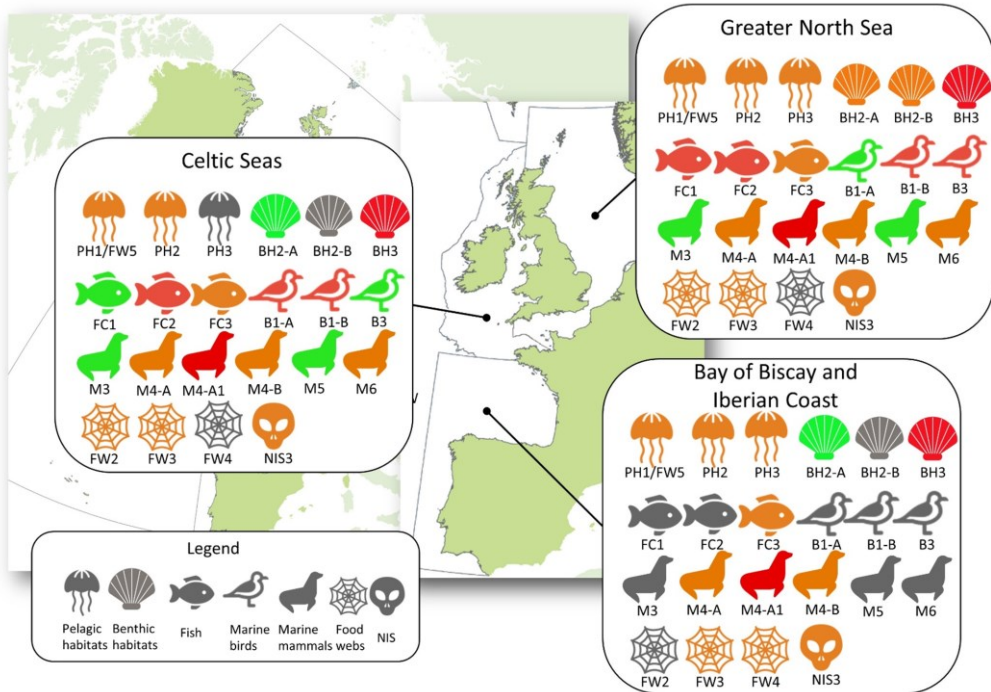 Greater North Sea
PH1/FW5 PH2 PH3 BH2-A BH2-B BH3
FC1 FC2 FC3 B1-A B1-B B3
M3 M4-A M4-A1 M4-B M5 M6
FW2 FW3 FW4 NIS3
Celtic Seas
PH1/FW5 PH2 PH3 BH2-A BH2-B BH3
FC1 FC2 FC3 B1-A B1-B B3
M3 M4-A M4-A1 M4-B M5 M6
FW2 FW3 FW4 NIS3
Bay of Biscay and
Iberian Coast
PH1/FW5 PH2 PH3 BH2-A BH2-B BH3
FC1 FC2 FC3 B1-A B1-B B3
M3 M4-A M4-A1 M4-B M5 M6
FW2 FW3 FW4 NIS3
Legend
Pelagic habitats
Benthic habitats
Fish
Marine birds
Marine mammals
Food webs
NIS